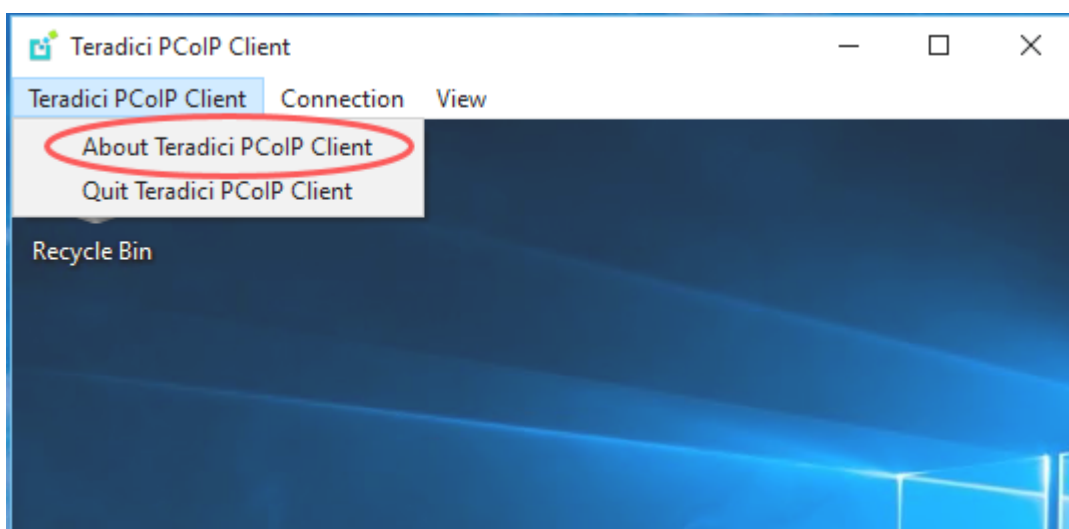 Teradici PCoIP Client
Teradici PCoIP Client Connection View
About Teradici PCoIP Client
Quit Teradici PCoIP Client
Recycle Bin